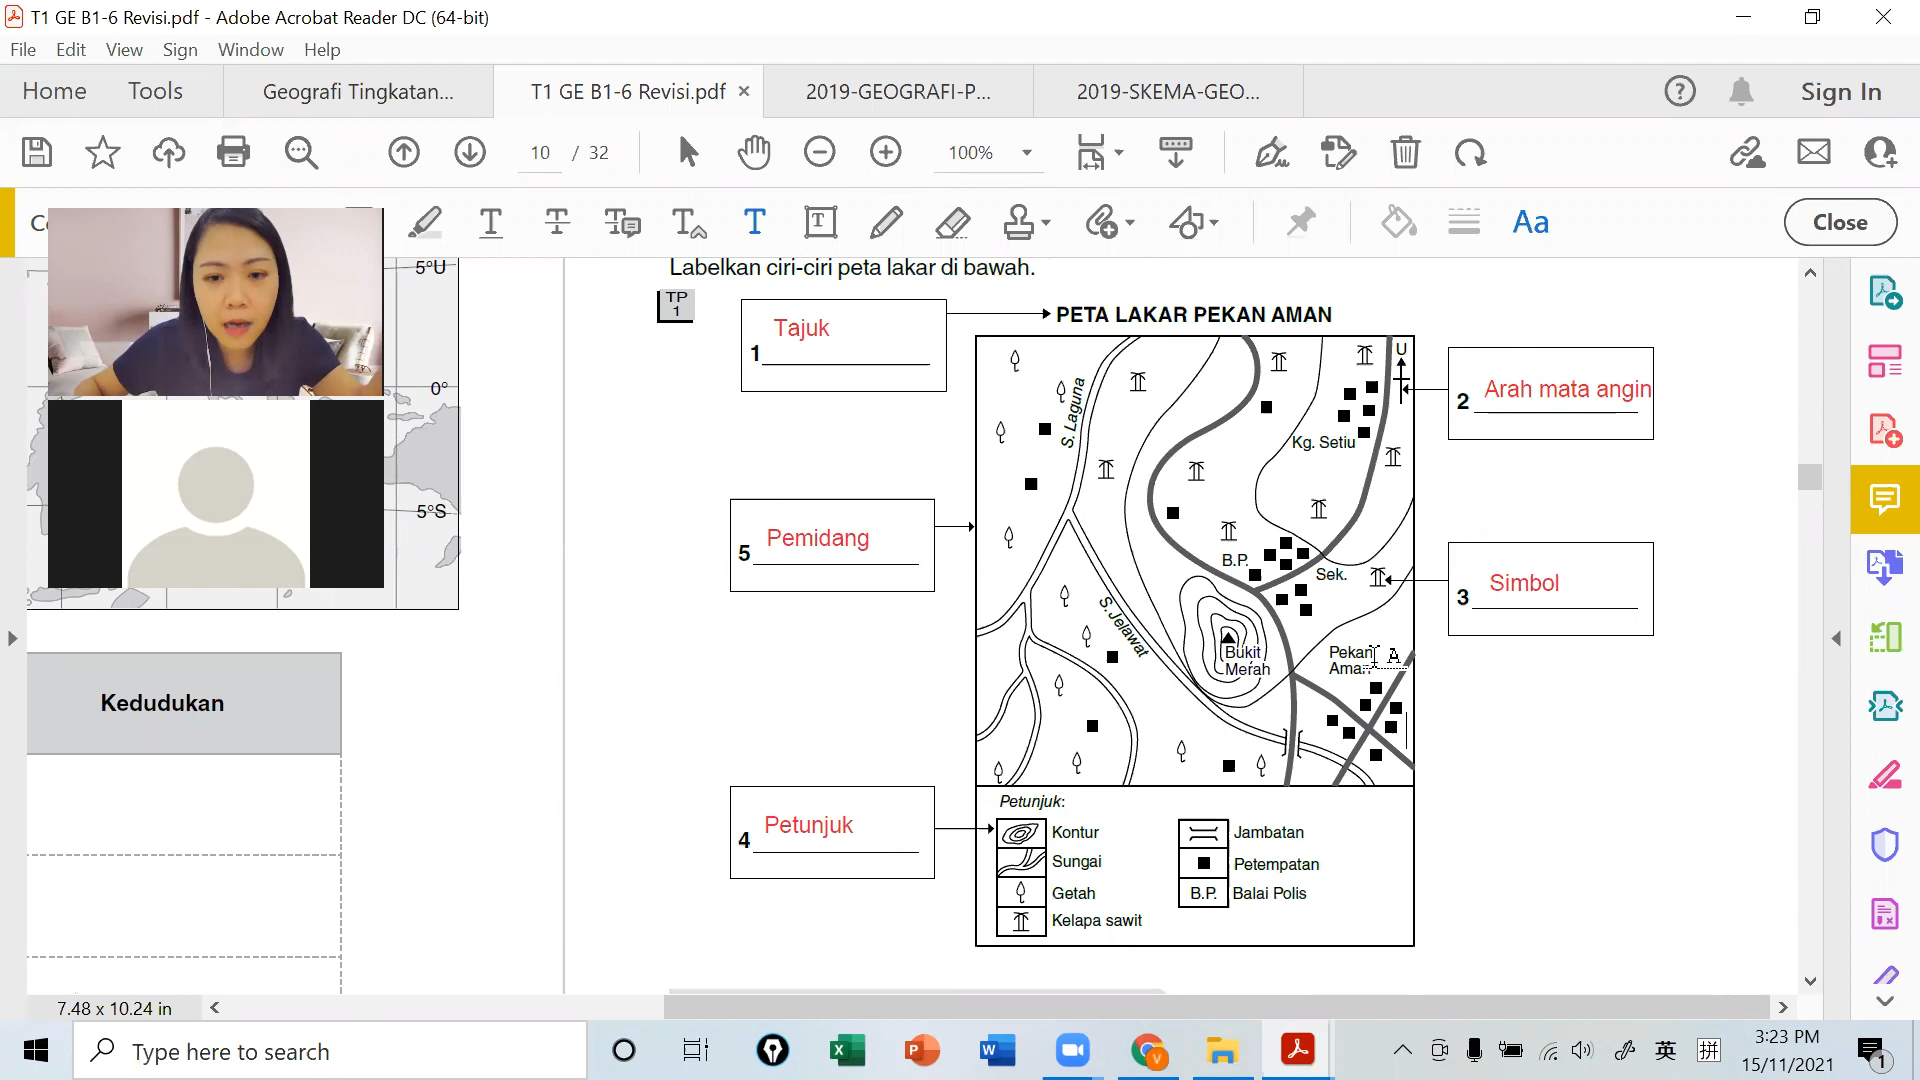 T1 GE B1-6 Revisi.pdf - Adobe Acrobat Reader DC (64-bit)
File Edit View Sign Window Help
Home Tools Geografi Tingkatan... T1 GE B1-6 Revisi.pdf 2019-GEOGRAFI-P... 2019-SKEMA-GEO... Sign In
10 / 32 100%
Aa Close
5°U
0°
5°S
Kedudukan
Labelkan ciri-ciri peta lakar di bawah.
TP
1
PETA LAKAR PEKAN AMAN
1 Tajuk
U
2 Arah mata angin
S. Laguna
Kg. Setiu
5 Pemidang
B.P.
Sek.
3 Simbol
S. Jelawat
Bukit
Merah
Pekan
Aman
4 Petunjuk
Petunjuk:
Kontur
Jambatan
Sungai
Petempatan
Getah
B.P. Balai Polis
Kelapa sawit
7.48 x 10.24 in
Type here to search
英 拼
3:23 PM
15/11/2021
1